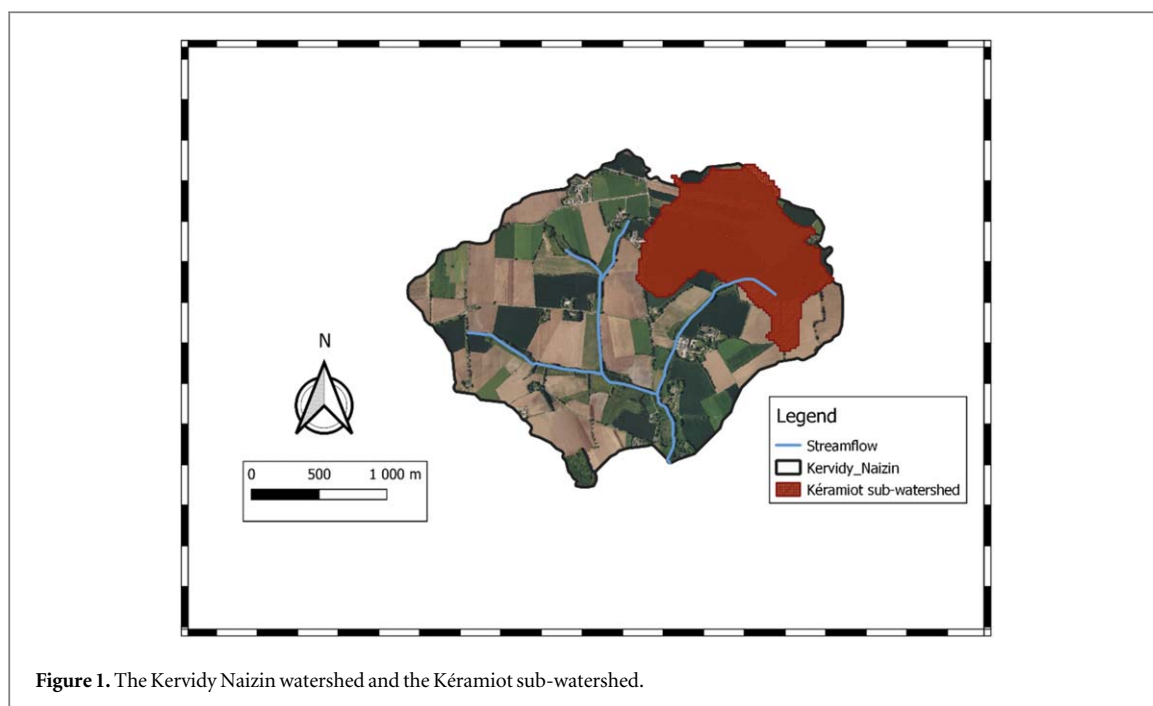 N
0 500 1 000 m
Legend
Streamflow
Kervidy_Naizin
Kéramiot sub-watershed
Figure 1. The Kervidy Naizin watershed and the Kéramiot sub-watershed.